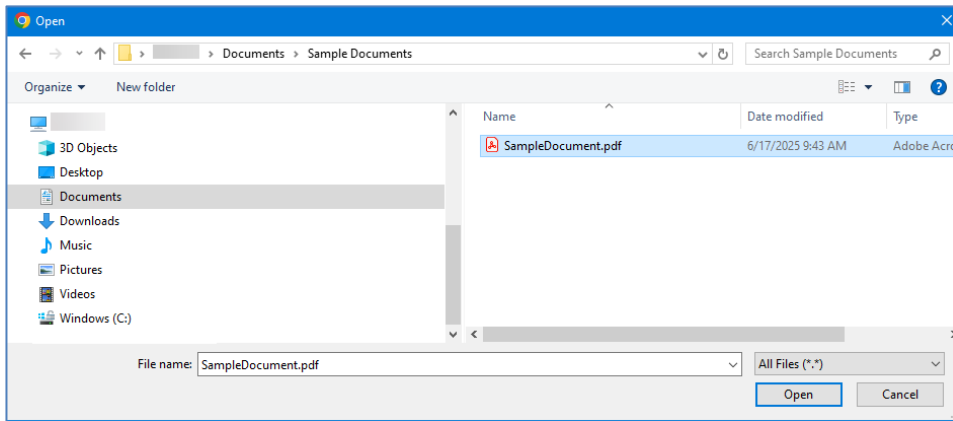 Open
Documents > Sample Documents
Search Sample Documents
Organize
New folder
Name
Date modified
Type
3D Objects
SampleDocument.pdf
6/17/2025 9:43 AM
Adobe Acro
Desktop
Documents
Downloads
Music
Pictures
Videos
Windows (C:)
File name: SampleDocument.pdf
All Files (*.*)
Open
Cancel